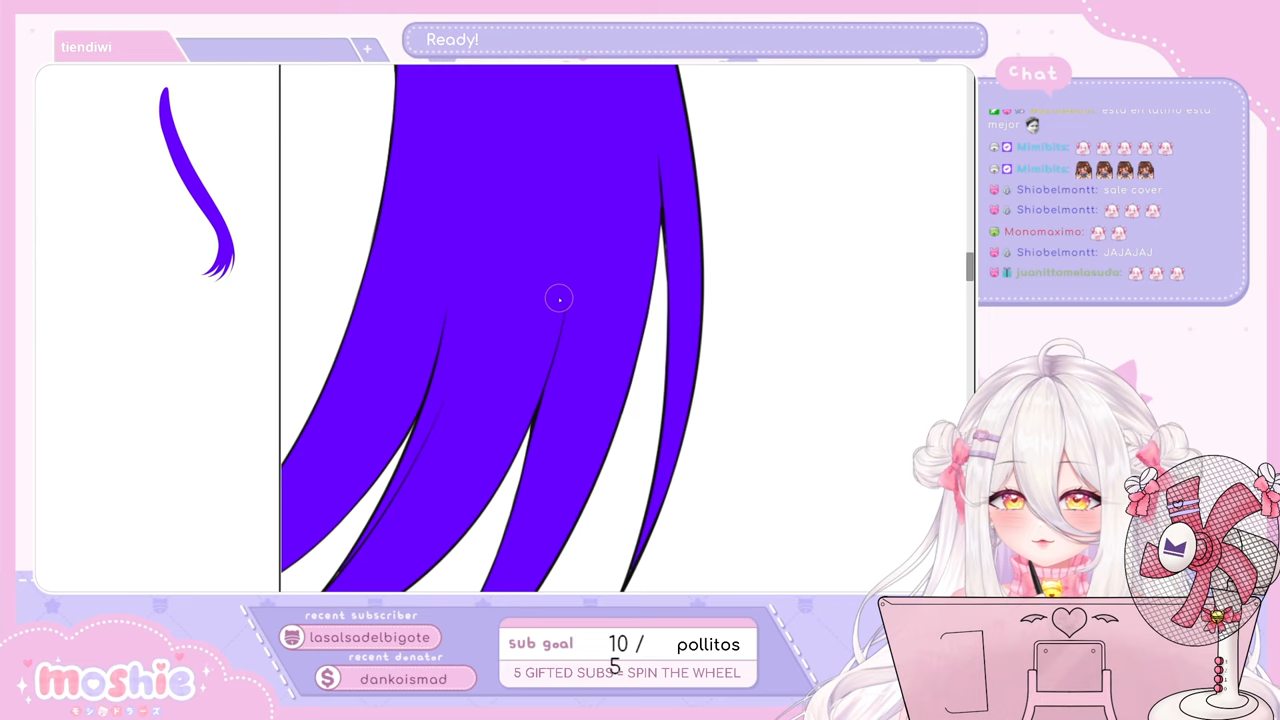 tiendiwi
+
Ready!
chat
esto en latino esta
mejor
Mimibits:
Mimibits:
Shiobelmontt: sale cover
Shiobelmontt:
Monomaximo:
Shiobelmontt: JAJAJAJ
juanittomelasuda:
recent subscriber
lasalsadelbigote
recent donator
$ dankoismad
sub goal 10 / 5 pollitos
5 GIFTED SUBS = SPIN THE WHEEL
moshie